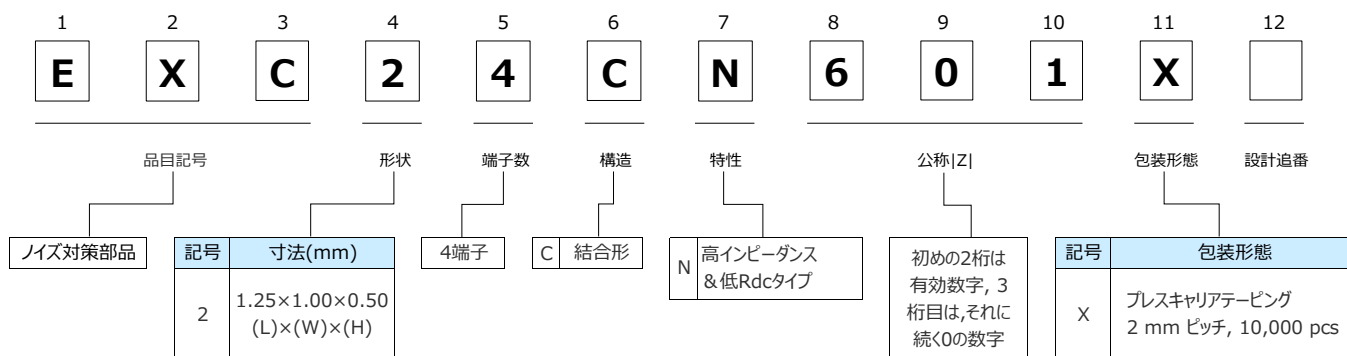 1 2 3 4 5 6 7 8 9 10 11 12
E X C 2 4 C N 6 0 1 X
品目記号 形状 端子数 構造 特性 公称|Z| 包装形態 設計追番
ノイズ対策部品
記号 寸法(mm)
2 1.25×1.00×0.50
(L)×(W)×(H)
4端子
C 結合形
N 高インピーダンス
&低Rdcタイプ
初めの2桁は
有効数字, 3
桁目は,それに
続く0の数字
記号 包装形態
X プレスキャリアテーピング
2 mm ピッチ, 10,000 pcs